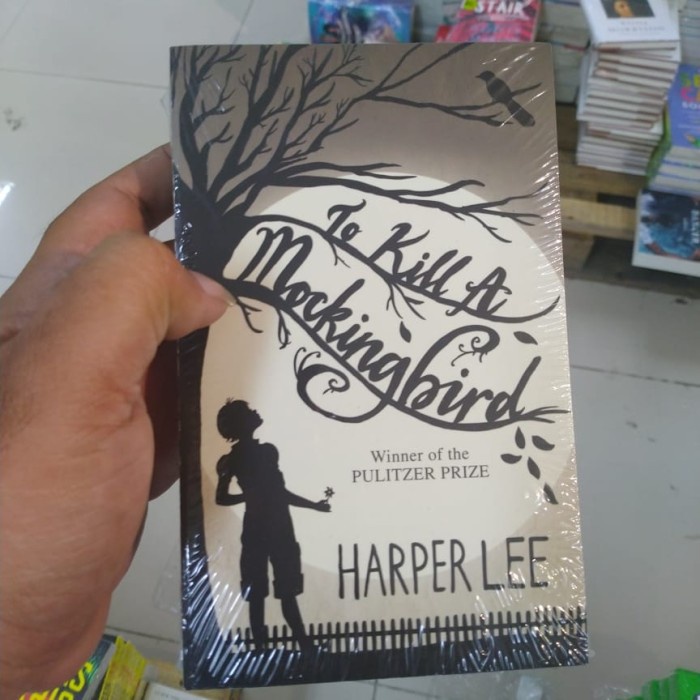 STAIR
To Kill A
Mockingbird
Winner of the
PULITZER PRIZE
HARPER LEE